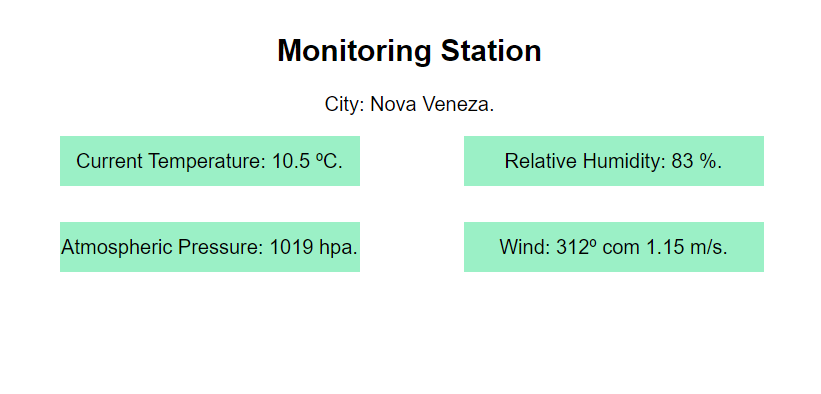 Monitoring Station
City: Nova Veneza.
Current Temperature: 10.5 ºC.
Relative Humidity: 83 %.
Atmospheric Pressure: 1019 hpa.
Wind: 312º com 1.15 m/s.